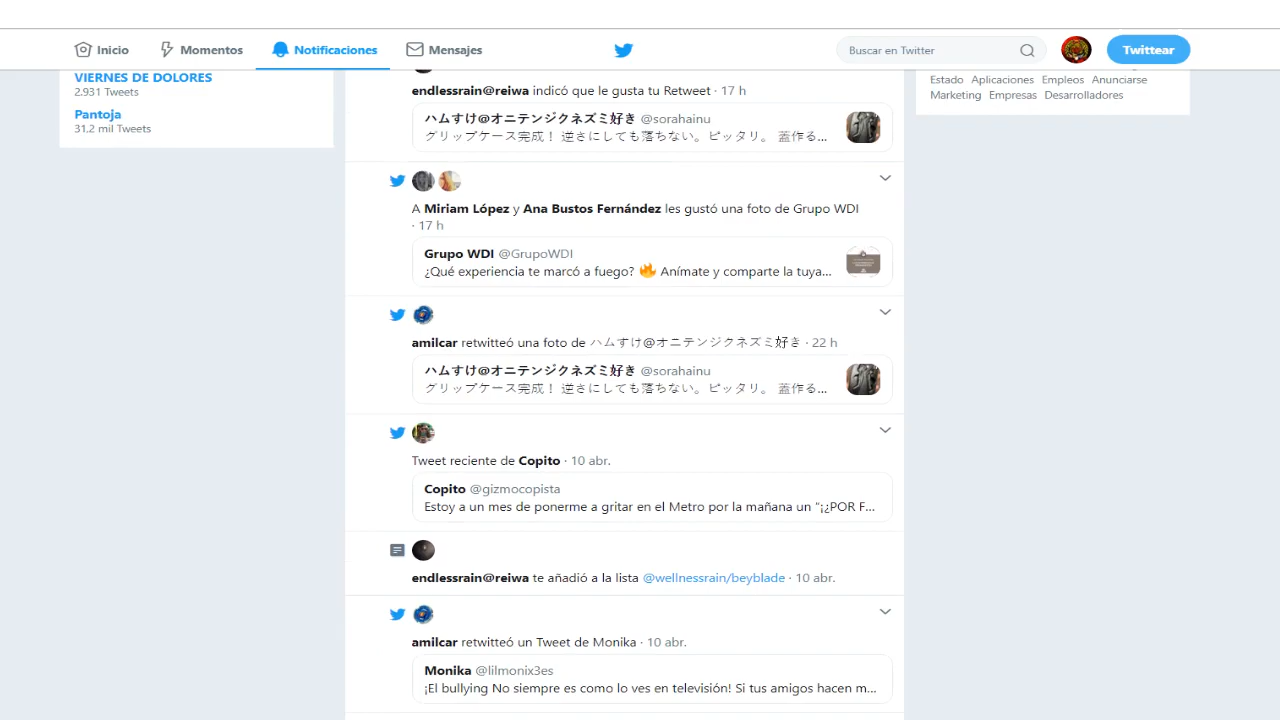 Inicio
Momentos
Notificaciones
Mensajes
Buscar en Twitter
Twittear
VIERNES DE DOLORES
2.931 Tweets
Pantoja
31,2 mil Tweets
endlessrain@reiwa indicó que le gusta tu Retweet · 17 h
ハムすけ@オニテンジクネズミ好き @sorahainu
グリップケース完成！ 逆さにしても落ちない。ピッタリ。 蓋作る...
A Miriam López y Ana Bustos Fernández les gustó una foto de Grupo WDI
· 17 h
Grupo WDI @GrupoWDI
¿Qué experiencia te marcó a fuego? 🔥 Anímate y comparte la tuya...
amilcar retwitteó una foto de ハムすけ@オニテンジクネズミ好き · 22 h
ハムすけ@オニテンジクネズミ好き @sorahainu
グリップケース完成！ 逆さにしても落ちない。ピッタリ。 蓋作る...
Tweet reciente de Copito · 10 abr.
Copito @gizmocopista
Estoy a un mes de ponerme a gritar en el Metro por la mañana un "¡¿POR F...
endlessrain@reiwa te añadió a la lista @wellnessrain/beyblade · 10 abr.
amilcar retwitteó un Tweet de Monika · 10 abr.
Monika @lilmonix3es
¡El bullying No siempre es como lo ves en televisión! Si tus amigos hacen m...
Estado Aplicaciones Empleos Anunciarse
Marketing Empresas Desarrolladores